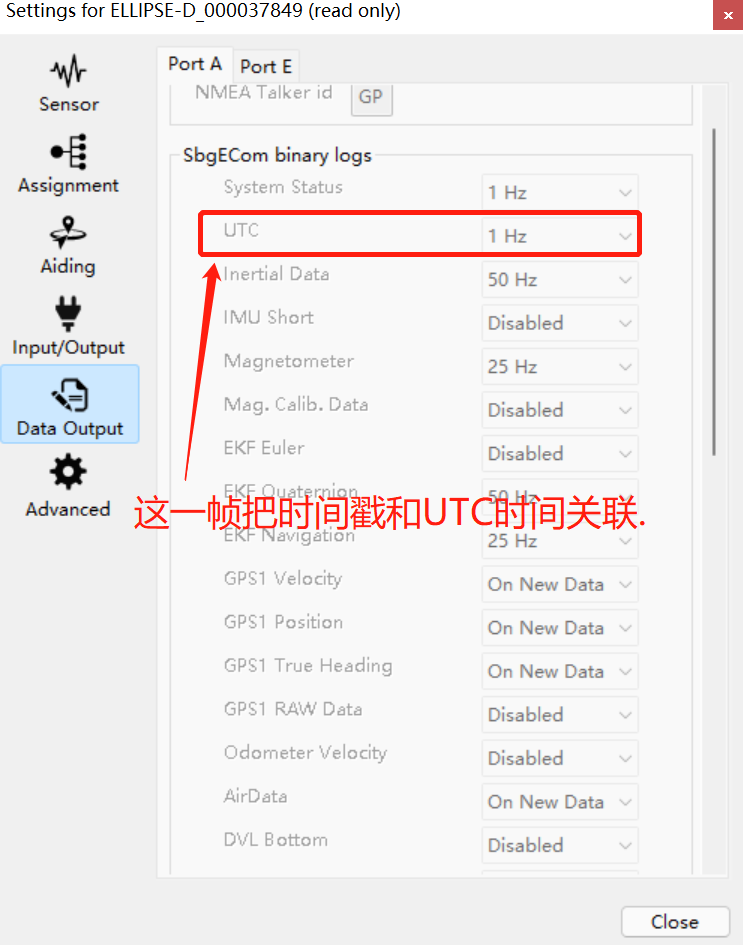 Settings for ELLIPSE-D_000037849 (read only)
x
Sensor
Assignment
Aiding
Input/Output
Data Output
Advanced
Port A
Port E
NMEA Talker id GP
SbgECom binary logs
System Status 1 Hz
UTC 1 Hz
Inertial Data 50 Hz
IMU Short Disabled
Magnetometer 25 Hz
Mag. Calib. Data Disabled
EKF Euler Disabled
EKF Quaternion 50 Hz
这一帧把时间戳和UTC时间关联.
EKF Navigation 25 Hz
GPS1 Velocity On New Data
GPS1 Position On New Data
GPS1 True Heading On New Data
GPS1 RAW Data Disabled
Odometer Velocity Disabled
AirData On New Data
DVL Bottom Disabled
Close